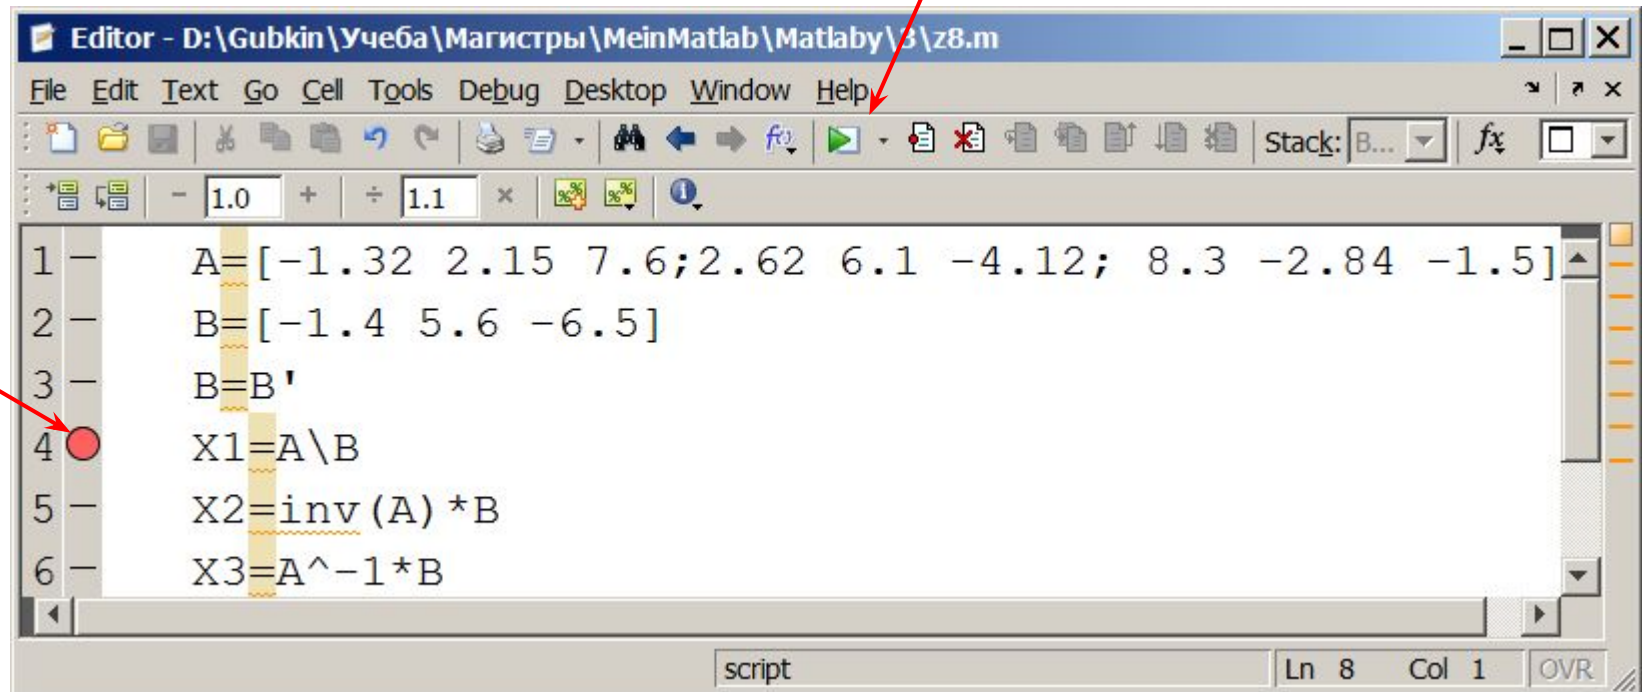 Editor - D:\Gubkin\Учеба\Магистры\MeinMatlab\Matlaby\3\z8.m
File Edit Text Go Cell Tools Debug Desktop Window Help
Stack: B... fx
- 1.0 + ÷ 1.1 ×
1 - A=[-1.32 2.15 7.6;2.62 6.1 -4.12; 8.3 -2.84 -1.5]
2 - B=[-1.4 5.6 -6.5]
3 - B=B'
4 X1=A\B
5 - X2=inv(A)*B
6 - X3=A^-1*B
script Ln 8 Col 1 OVR